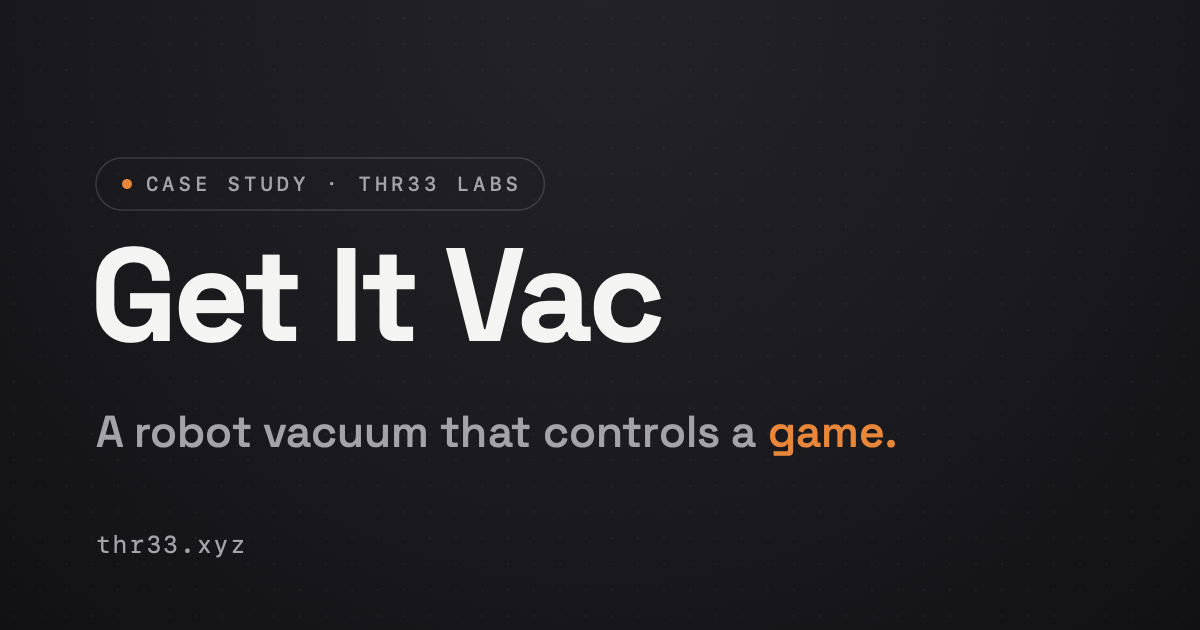 CASE STUDY · THR33 LABS
Get It Vac
A robot vacuum that controls a game.
thr33.xyz